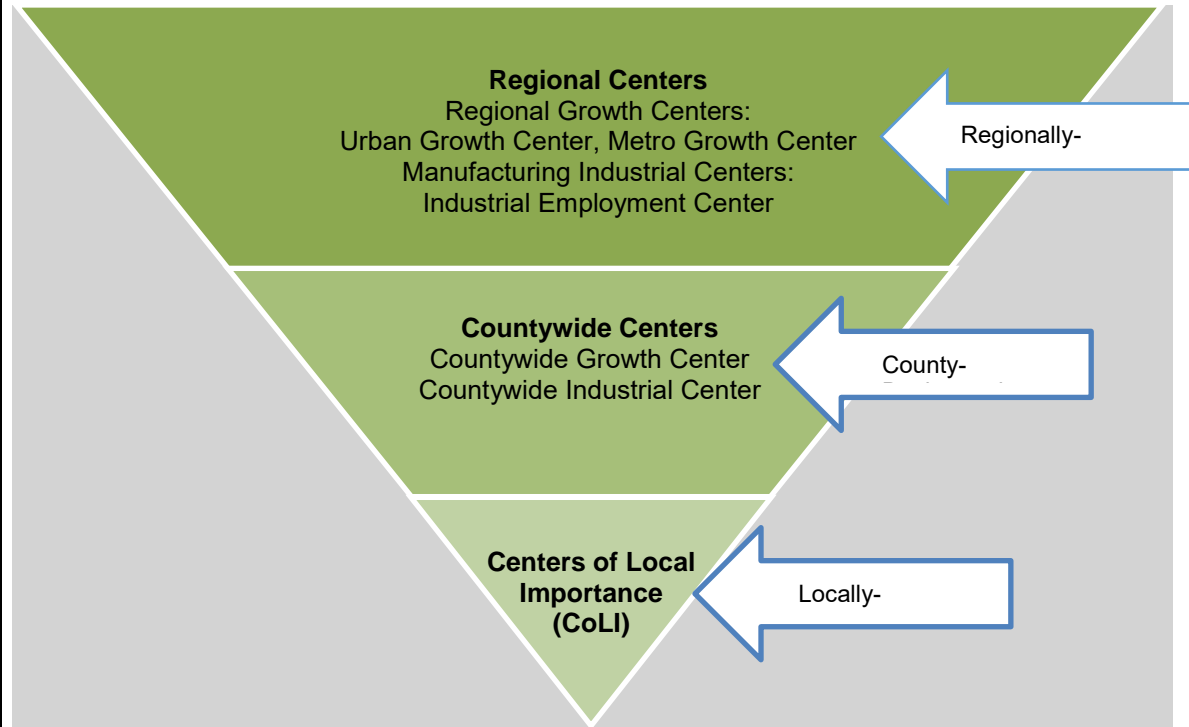 Regional Centers
Regional Growth Centers:
Urban Growth Center, Metro Growth Center
Manufacturing Industrial Centers:
Industrial Employment Center
Regionally-
Countywide Centers
Countywide Growth Center
Countywide Industrial Center
County-
Centers of Local
Importance
(CoLI)
Locally-